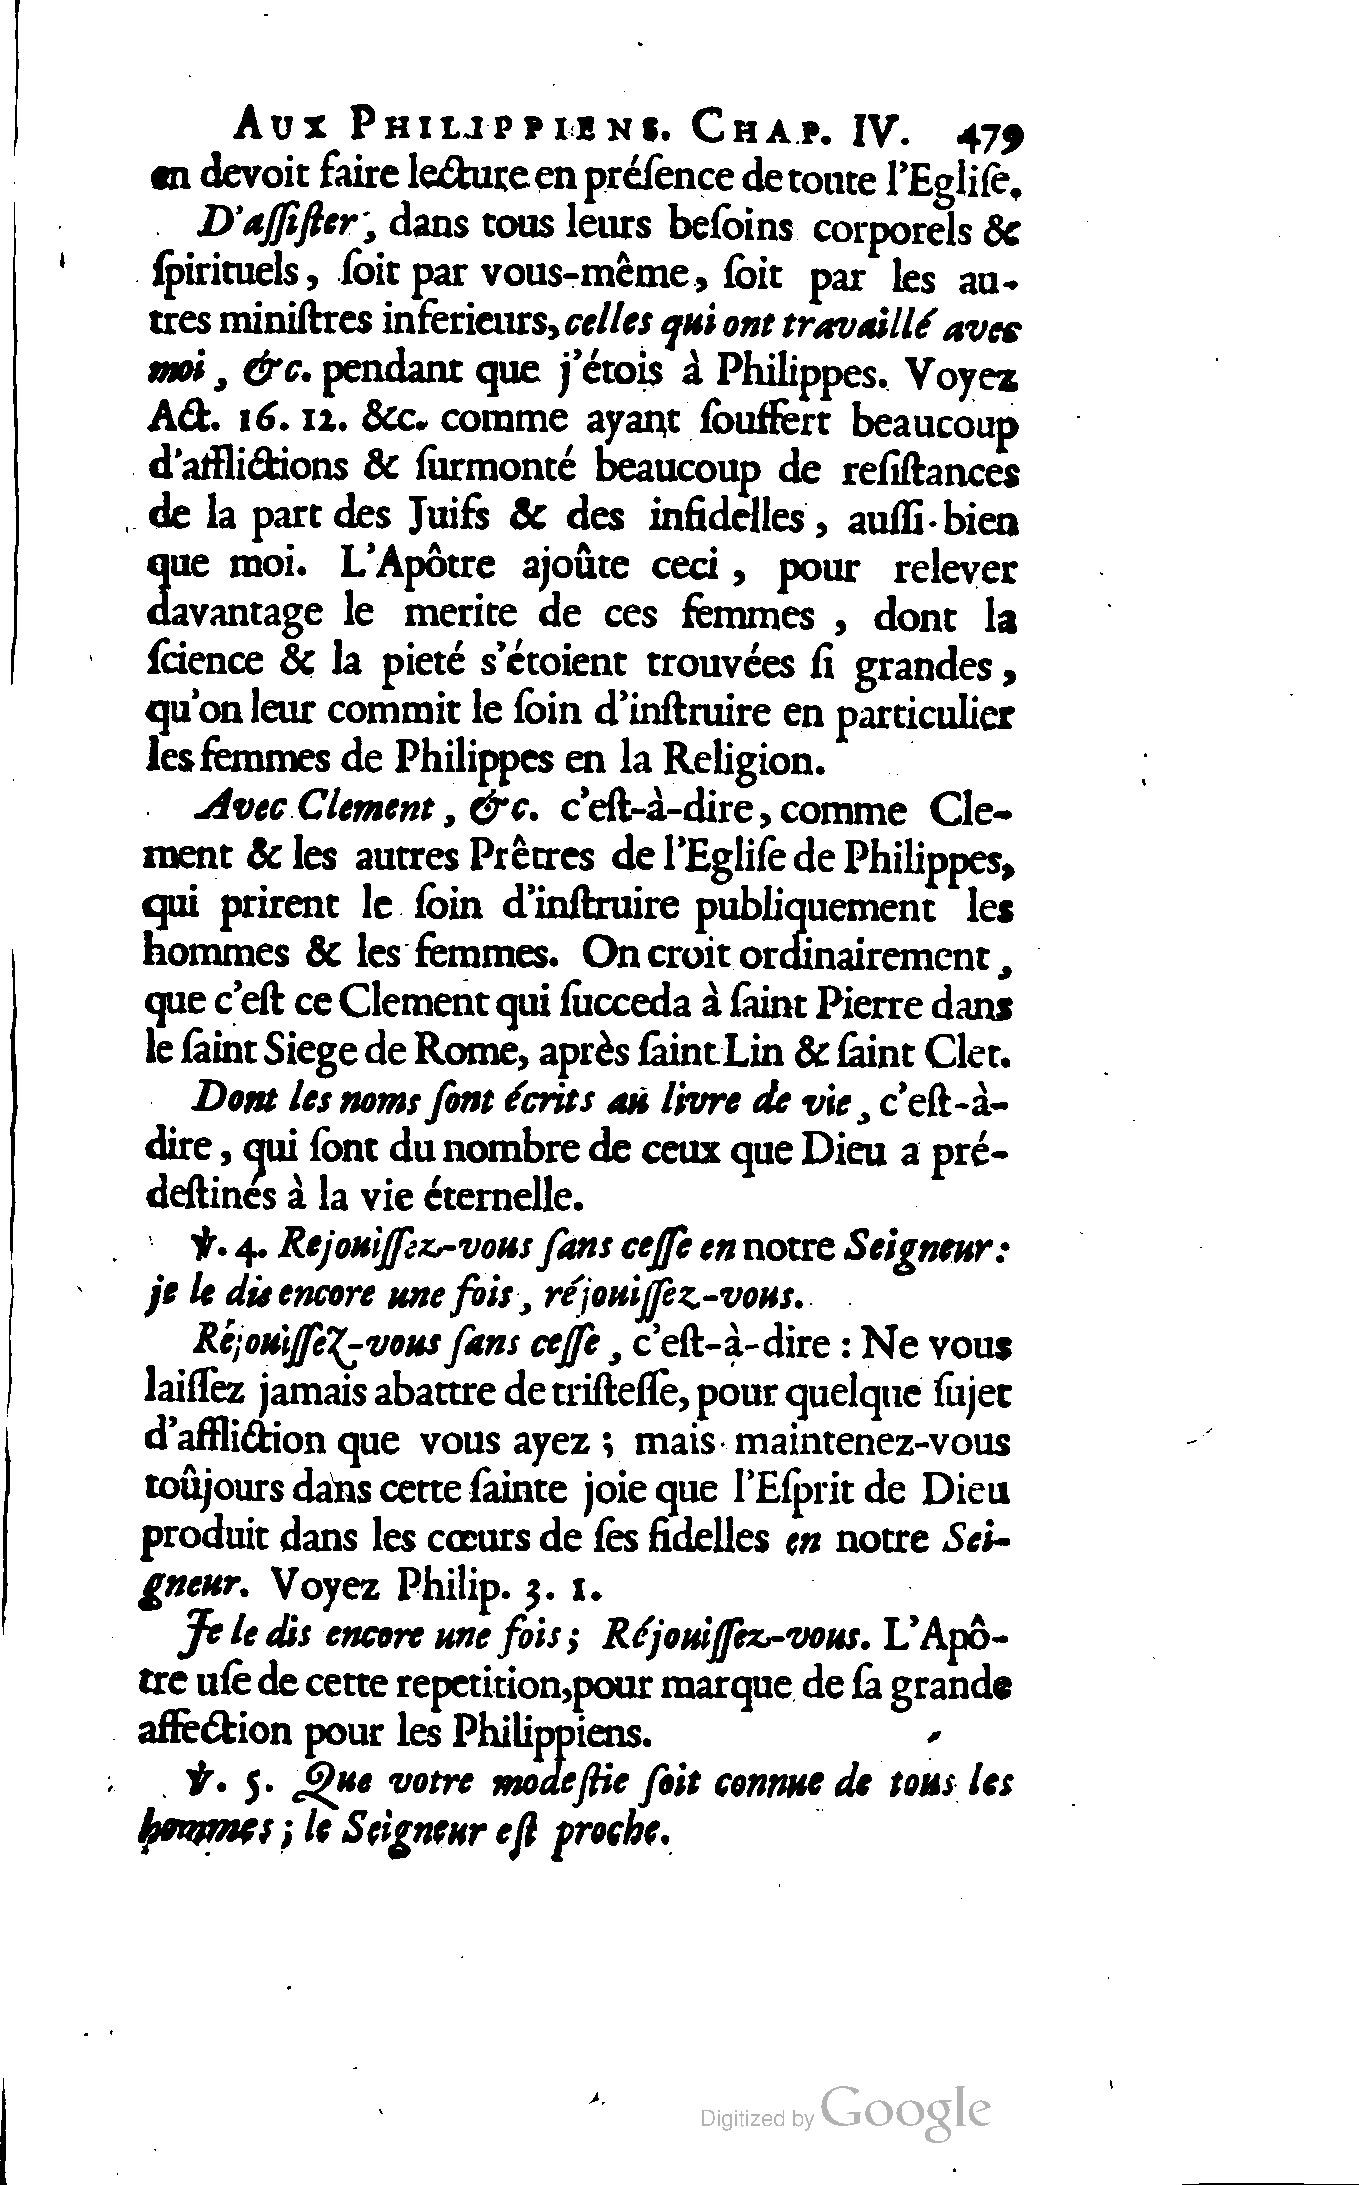 AUX PHILIPPIENS. CHAP. IV. 479
en devoit faire lecture en préſence de toute l'Egliſe.
D'aſſiſter, dans tous leurs beſoins corporels &
ſpirituels, ſoit par vous-même, ſoit par les au-
tres miniſtres inferieurs, celles qui ont travaillé avec
moi, &c. pendant que j'étois à Philippes. Voyez
Act. 16. 12. &c. comme ayant ſouffert beaucoup
d'afflictions & ſurmonté beaucoup de reſiſtances
de la part des Juifs & des infidelles, auſſi-bien
que moi. L'Apôtre ajoûte ceci, pour relever
davantage le merite de ces femmes, dont la
ſcience & la pieté s'étoient trouvées ſi grandes,
qu'on leur commit le ſoin d'inſtruire en particulier
les femmes de Philippes en la Religion.
Avec Clement, &c. c'eſt-à-dire, comme Cle-
ment & les autres Prêtres de l'Egliſe de Philippes,
qui prirent le ſoin d'inſtruire publiquement les
hommes & les femmes. On croit ordinairement,
que c'eſt ce Clement qui ſucceda à ſaint Pierre dans
le ſaint Siege de Rome, après ſaint Lin & ſaint Clet.
Dont les noms ſont écrits au livre de vie, c'eſt-à-
dire, qui ſont du nombre de ceux que Dieu a pré-
deſtinés à la vie éternelle.
℣. 4. Rejouiſſez-vous ſans ceſſe en notre Seigneur:
je le dis encore une fois, réjouiſſez-vous.
Réjouiſſez-vous ſans ceſſe, c'eſt-à-dire : Ne vous
laiſſez jamais abattre de triſteſſe, pour quelque ſujet
d'affliction que vous ayez ; mais maintenez-vous
toûjours dans cette ſainte joie que l'Eſprit de Dieu
produit dans les cœurs de ſes fidelles en notre Sei-
gneur. Voyez Philip. 3. 1.
Je le dis encore une fois; Réjouiſſez-vous. L'Apô-
tre uſe de cette repetition, pour marque de ſa grande
affection pour les Philippiens.
℣. 5. Que votre modeſtie ſoit connue de tous les
hommes ; le Seigneur eſt proche.
Digitized by Google